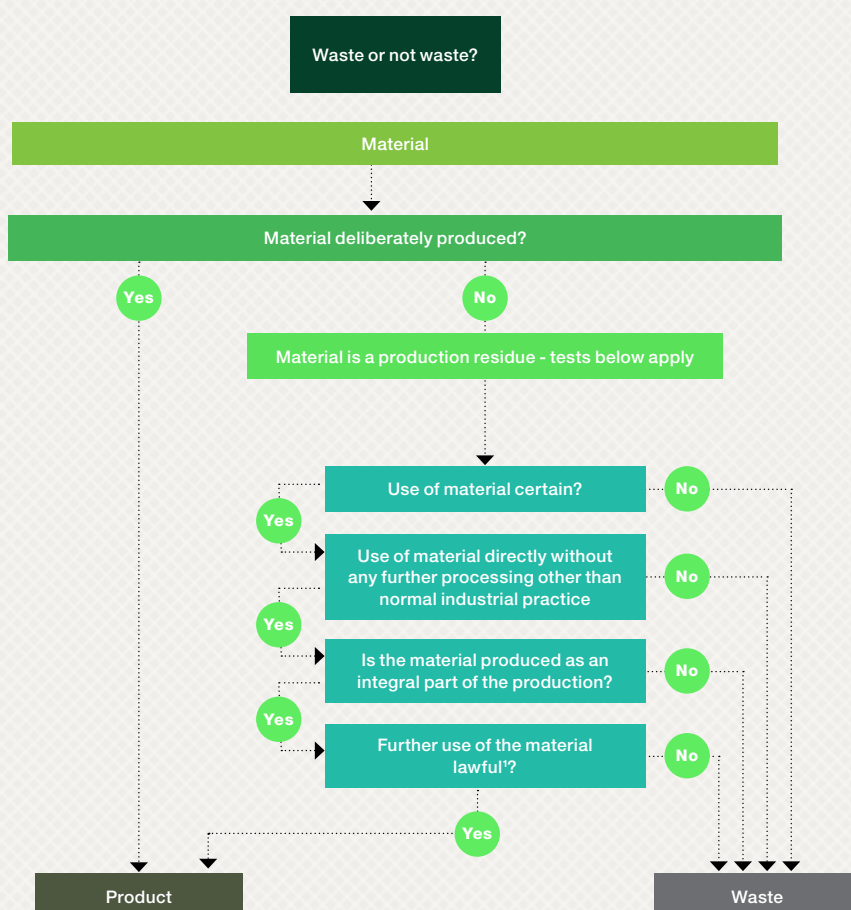 Waste or not waste?
Material
Material deliberately produced?
Yes
No
Material is a production residue - tests below apply
Use of material certain?
No
Yes
Use of material directly without
any further processing other than
normal industrial practice
No
Yes
Is the material produced as an
integral part of the production?
No
Yes
Further use of the material
lawful¹?
No
Yes
Product
Waste